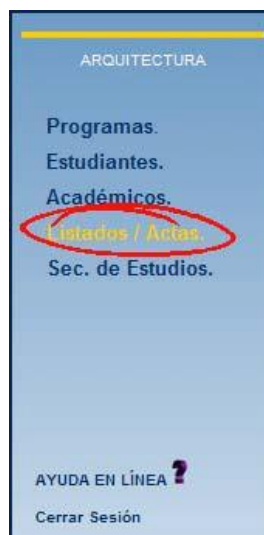 ARQUITECTURA
Programas.
Estudiantes.
Académicos.
Listados / Actas.
Sec. de Estudios.
AYUDA EN LÍNEA ?
Cerrar Sesión